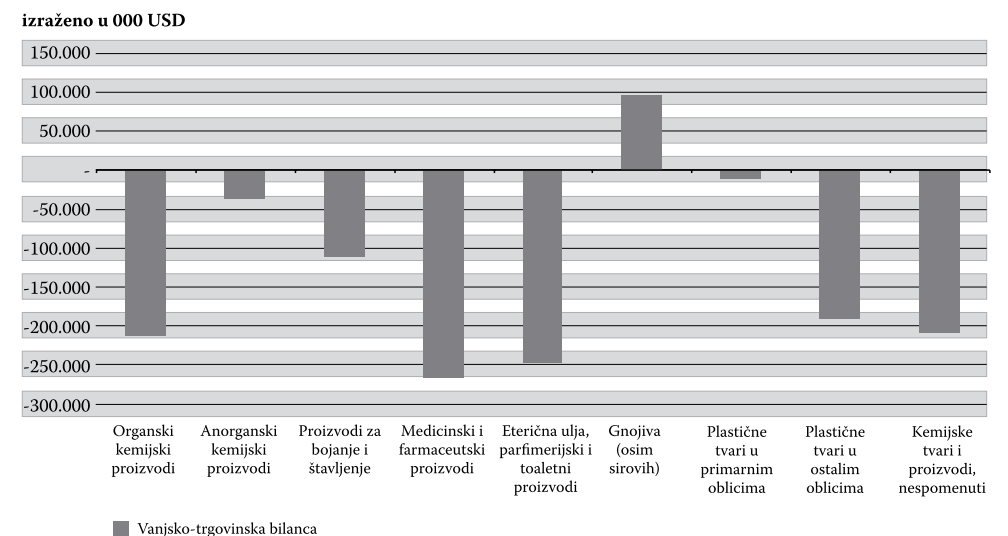 izraženo u 000 USD
150.000
100.000
50.000
-
-50.000
-100.000
-150.000
-200.000
-250.000
-300.000
Organski
kemijski
proizvodi
Anorganski
kemijski
proizvodi
Proizvodi za
bojanje i
štavljenje
Medicinski i
farmaceutski
proizvodi
Eterična ulja,
parfimerijski i
toaletni
proizvodi
Gnojiva
(osim
sirovih)
Plastične
tvari u
primarnim
oblicima
Plastične
tvari u
ostalim
oblicima
Kemijske
tvari i
proizvodi,
nespomenuti
Vanjsko-trgovinska bilanca